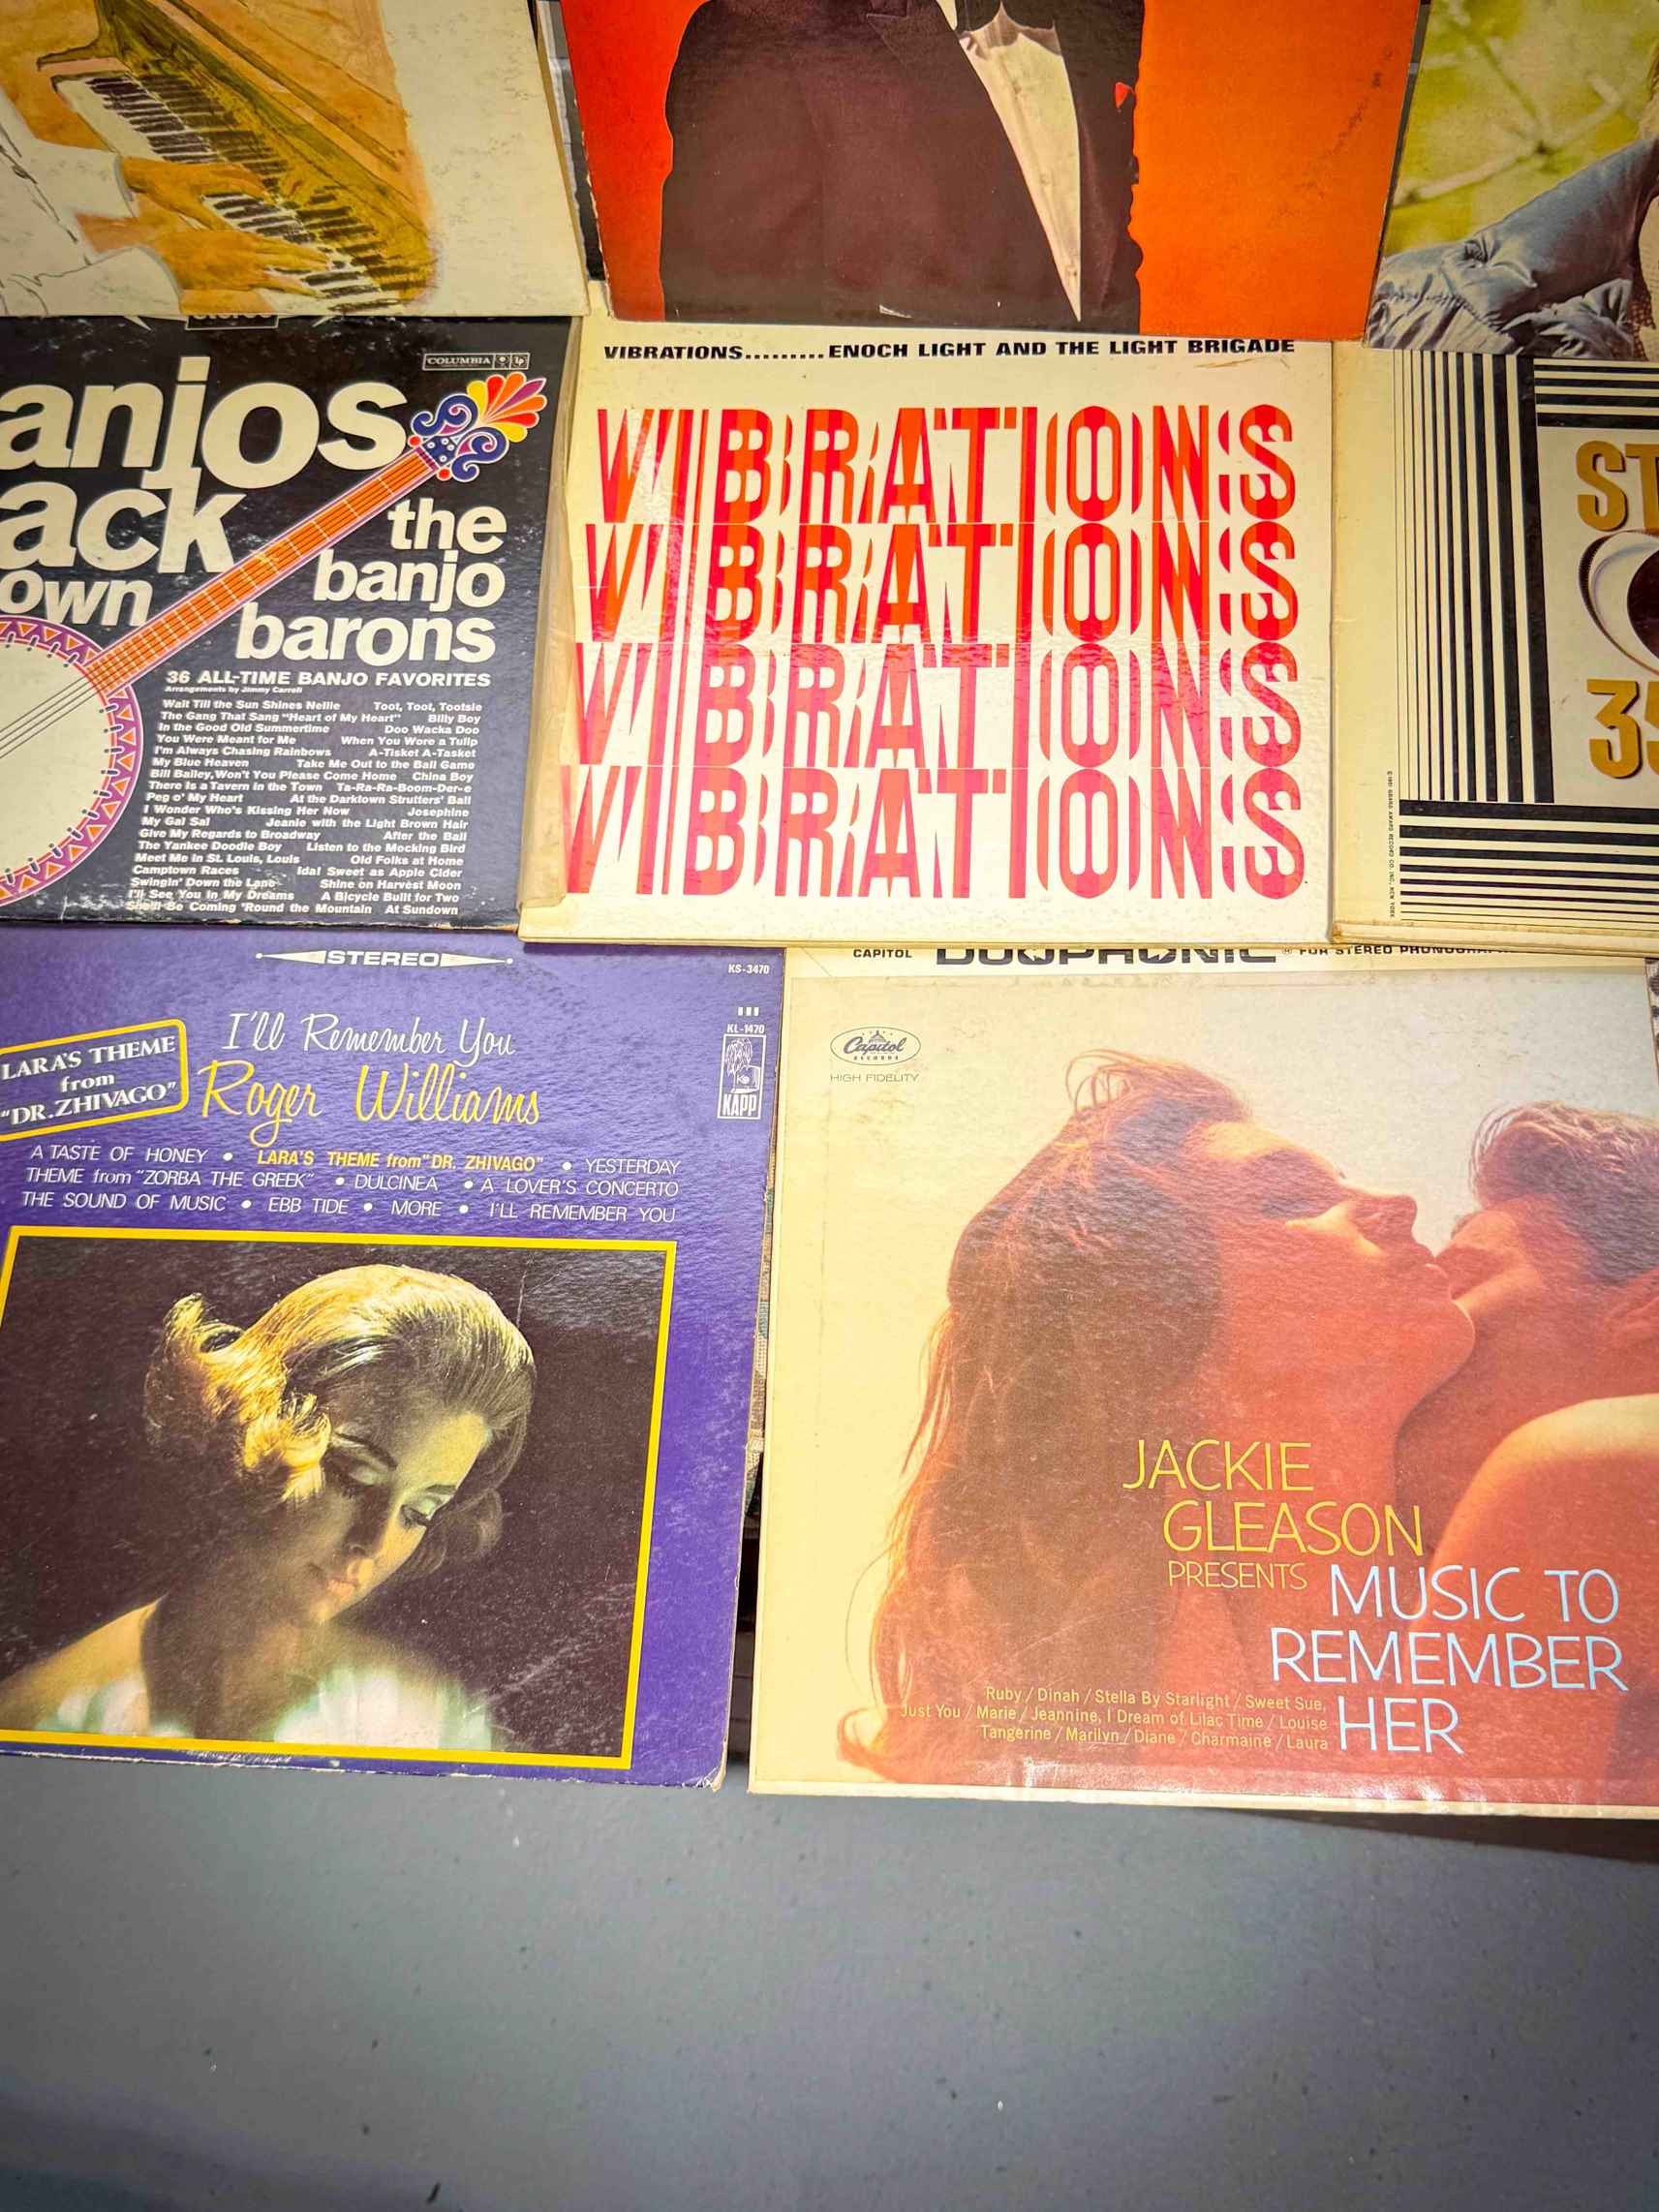 COLUMBIA
anjos
ack
own
the
banjo
barons
36 ALL-TIME BANJO FAVORITES
Arrangements by Jimmy Carroll
Wait Till the Sun Shines Nellie Toot, Toot, Tootsie
The Gang That Sang "Heart of My Heart" Billy Boy
In the Good Old Summertime Doo Wacka Doo
You Were Meant for Me When You Wore a Tulip
I'm Always Chasing Rainbows A-Tisket A-Tasket
My Blue Heaven Take Me Out to the Ball Game
Bill Bailey, Won't You Please Come Home China Boy
There Is a Tavern in the Town Ta-Ra-Ra-Boom-Der-e
Peg o' My Heart At the Darktown Strutters' Ball
I Wonder Who's Kissing Her Now Josephine
My Gal Sal Jeanie with the Light Brown Hair
Give My Regards to Broadway After the Ball
The Yankee Doodle Boy Listen to the Mocking Bird
Meet Me in St. Louis, Louis Old Folks at Home
Camptown Races Ida! Sweet as Apple Cider
Swingin' Down the Lane Shine on Harvest Moon
I'll See You In My Dreams A Bicycle Built for Two
She'll Be Coming 'Round the Mountain At Sundown
VIBRATIONS.........ENOCH LIGHT AND THE LIGHT BRIGADE
VIBRATIONS
VIBRATIONS
VIBRATIONS
VIBRATIONS
ST
35
STEREO
KS-3470
KL-1470
KAPP
LARA'S THEME
from
"DR. ZHIVAGO"
I'll Remember You
Roger Williams
A TASTE OF HONEY • LARA'S THEME from "DR. ZHIVAGO" • YESTERDAY
THEME from "ZORBA THE GREEK" • DULCINEA • A LOVER'S CONCERTO
THE SOUND OF MUSIC • EBB TIDE • MORE • I'LL REMEMBER YOU
CAPITOL DUOPHONIC ® FOR STEREO
Capitol
RECORDS
HIGH FIDELITY
JACKIE
GLEASON
PRESENTS MUSIC TO
REMEMBER
HER
Ruby / Dinah / Stella By Starlight / Sweet Sue,
Just You / Marie / Jeannine, I Dream of Lilac Time / Louise
Tangerine / Marilyn / Diane / Charmaine / Laura